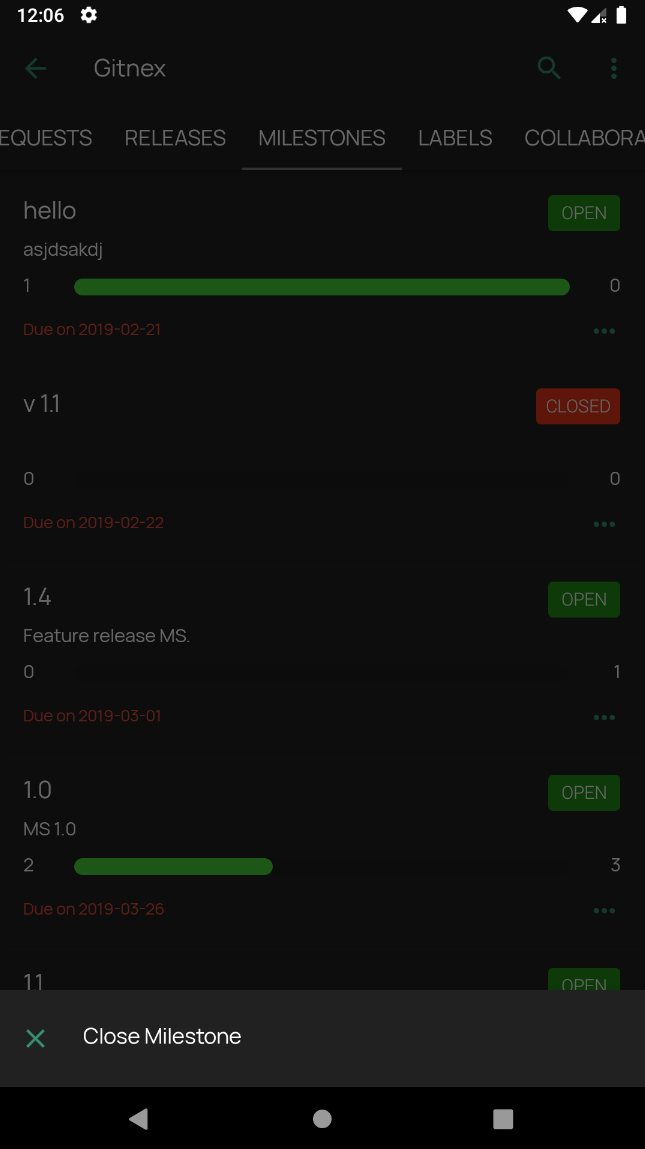 12:06
Gitnex
EQUESTS RELEASES MILESTONES LABELS COLLABORA
hello OPEN
asjdsakdj
1 0
Due on 2019-02-21
v 1.1 CLOSED
0 0
Due on 2019-02-22
1.4 OPEN
Feature release MS.
0 1
Due on 2019-03-01
1.0 OPEN
MS 1.0
2 3
Due on 2019-03-26
1.1 OPEN
Close Milestone